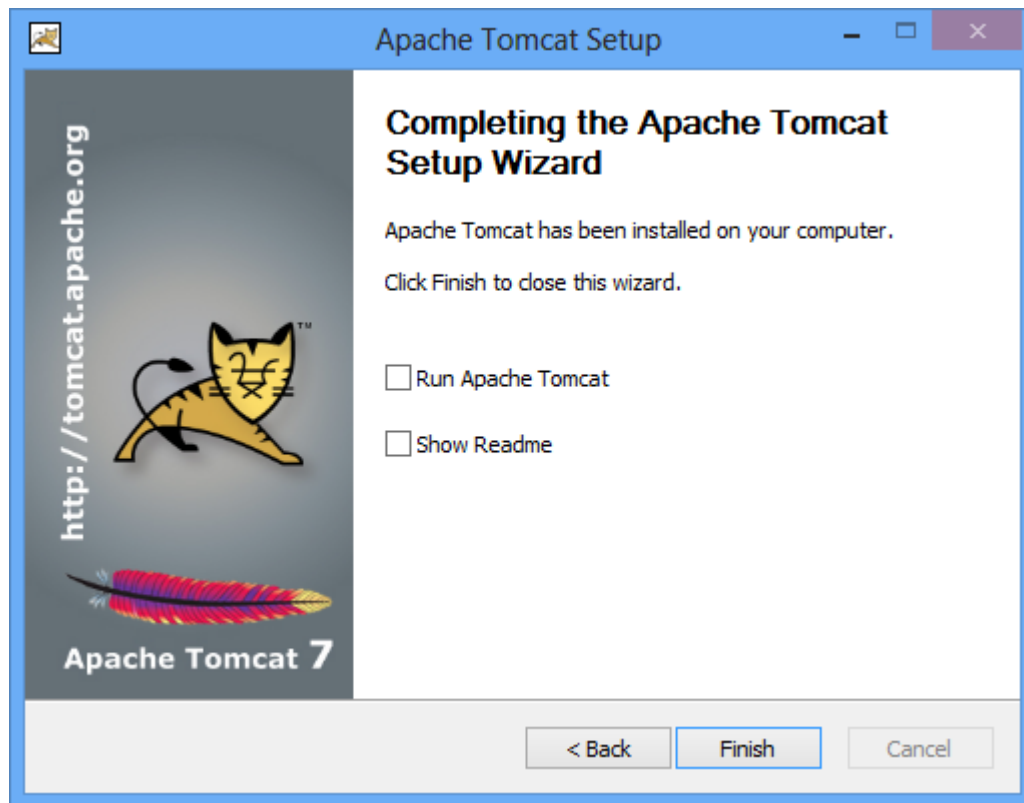 Apache Tomcat Setup
http://tomcat.apache.org
TM
Apache Tomcat 7
Completing the Apache Tomcat
Setup Wizard
Apache Tomcat has been installed on your computer.
Click Finish to close this wizard.
Run Apache Tomcat
Show Readme
< Back
Finish
Cancel